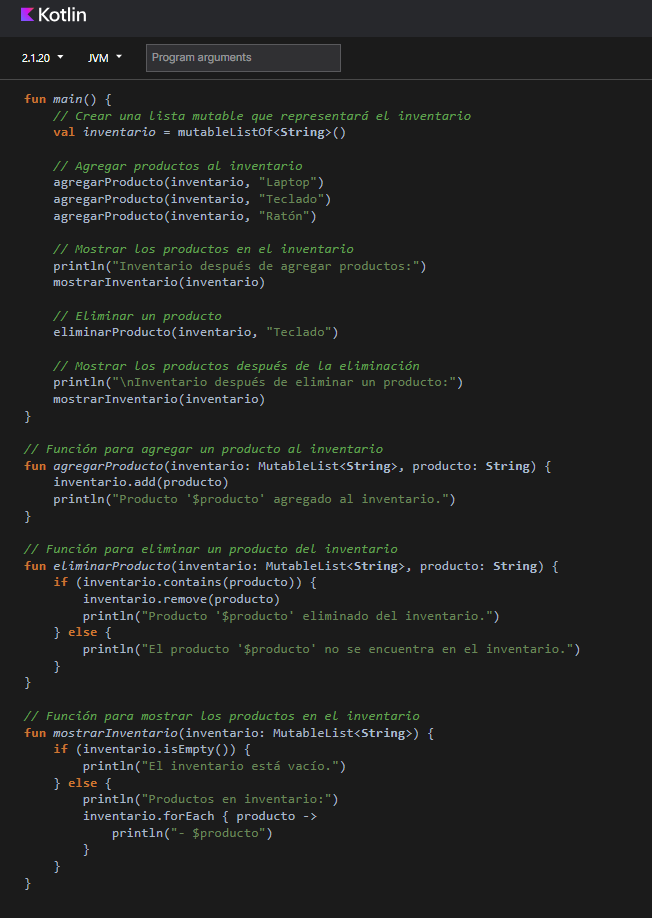 Kotlin
2.1.20 JVM Program arguments
fun main() {
    // Crear una lista mutable que representará el inventario
    val inventario = mutableListOf<String>()

    // Agregar productos al inventario
    agregarProducto(inventario, "Laptop")
    agregarProducto(inventario, "Teclado")
    agregarProducto(inventario, "Ratón")

    // Mostrar los productos en el inventario
    println("Inventario después de agregar productos:")
    mostrarInventario(inventario)

    // Eliminar un producto
    eliminarProducto(inventario, "Teclado")

    // Mostrar los productos después de la eliminación
    println("\nInventario después de eliminar un producto:")
    mostrarInventario(inventario)
}

// Función para agregar un producto al inventario
fun agregarProducto(inventario: MutableList<String>, producto: String) {
    inventario.add(producto)
    println("Producto '$producto' agregado al inventario.")
}

// Función para eliminar un producto del inventario
fun eliminarProducto(inventario: MutableList<String>, producto: String) {
    if (inventario.contains(producto)) {
        inventario.remove(producto)
        println("Producto '$producto' eliminado del inventario.")
    } else {
        println("El producto '$producto' no se encuentra en el inventario.")
    }
}

// Función para mostrar los productos en el inventario
fun mostrarInventario(inventario: MutableList<String>) {
    if (inventario.isEmpty()) {
        println("El inventario está vacío.")
    } else {
        println("Productos en inventario:")
        inventario.forEach { producto ->
            println("- $producto")
        }
    }
}